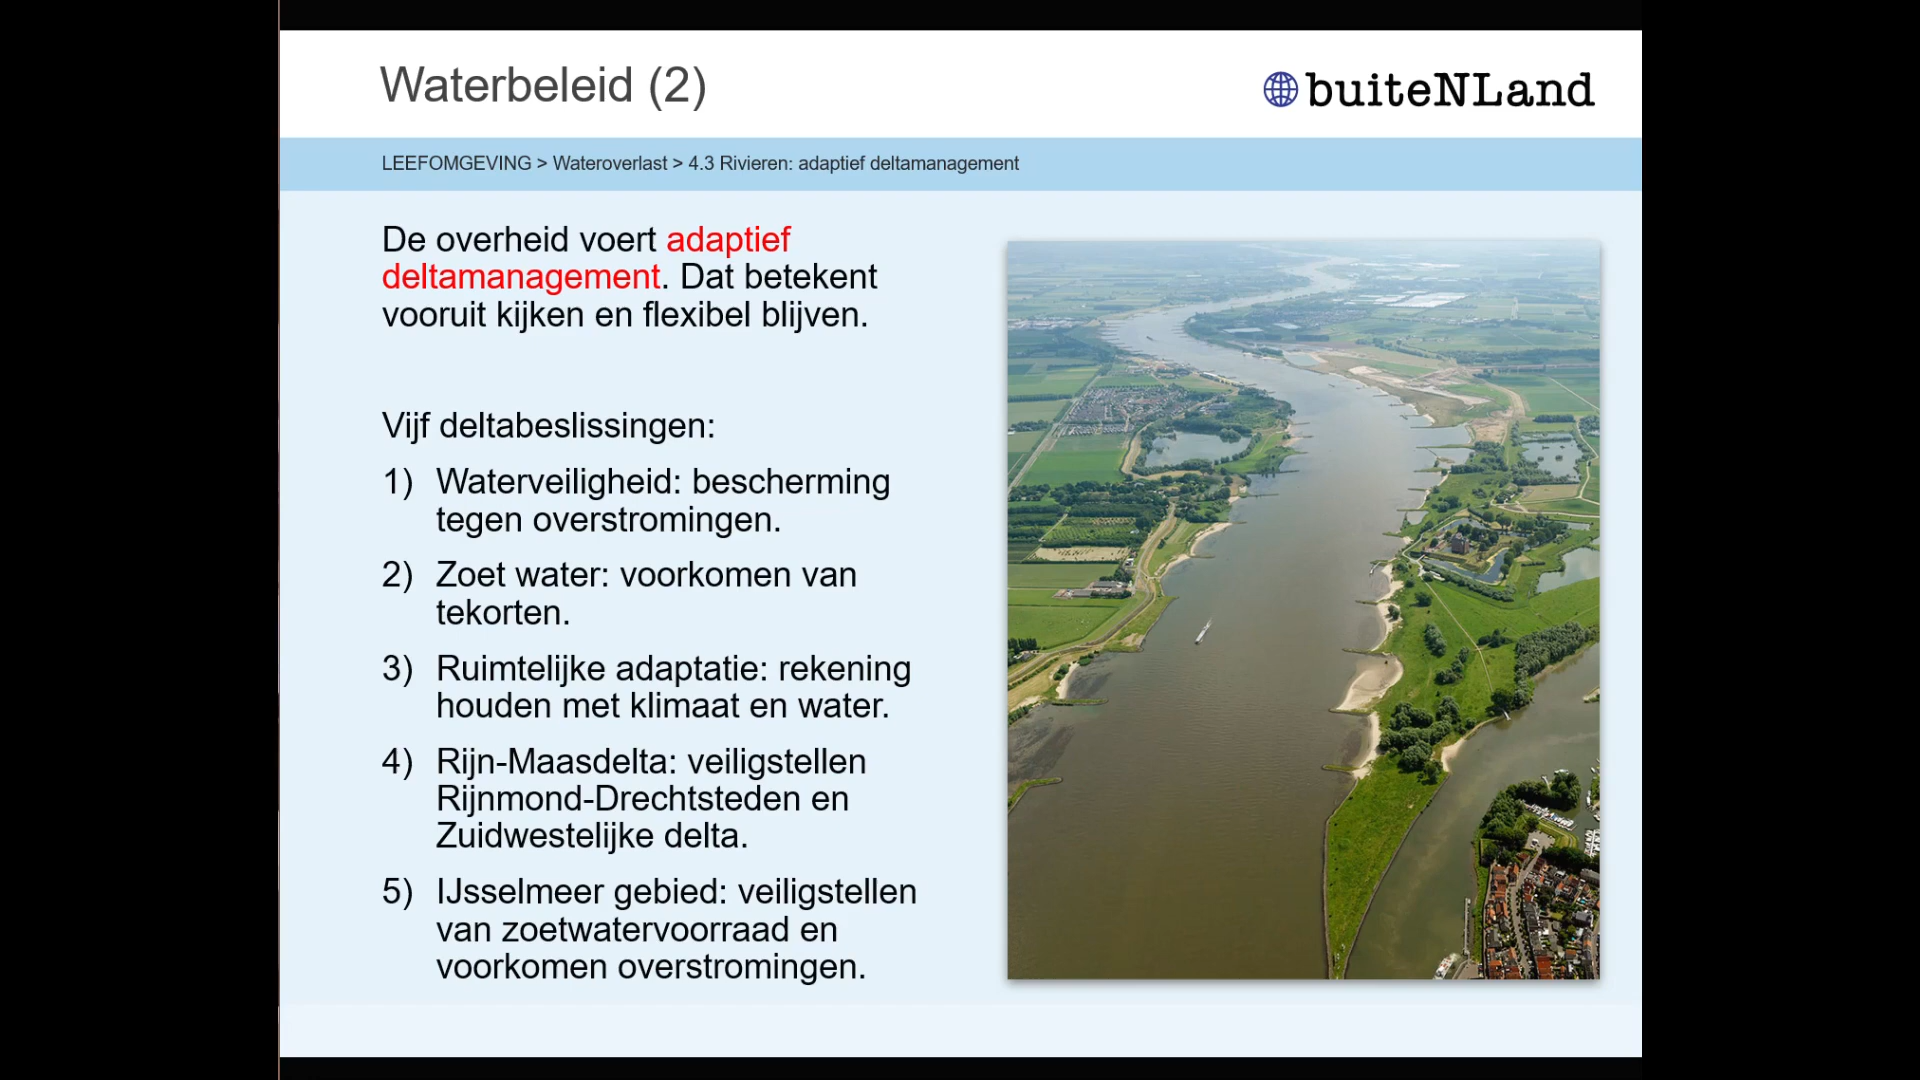 Waterbeleid (2)
buiteNLand
LEEFOMGEVING > Wateroverlast > 4.3 Rivieren: adaptief deltamanagement
De overheid voert adaptief
deltamanagement. Dat betekent
vooruit kijken en flexibel blijven.
Vijf deltabeslissingen:
1) Waterveiligheid: bescherming
tegen overstromingen.
2) Zoet water: voorkomen van
tekorten.
3) Ruimtelijke adaptatie: rekening
houden met klimaat en water.
4) Rijn-Maasdelta: veiligstellen
Rijnmond-Drechtsteden en
Zuidwestelijke delta.
5) IJsselmeer gebied: veiligstellen
van zoetwatervoorraad en
voorkomen overstromingen.